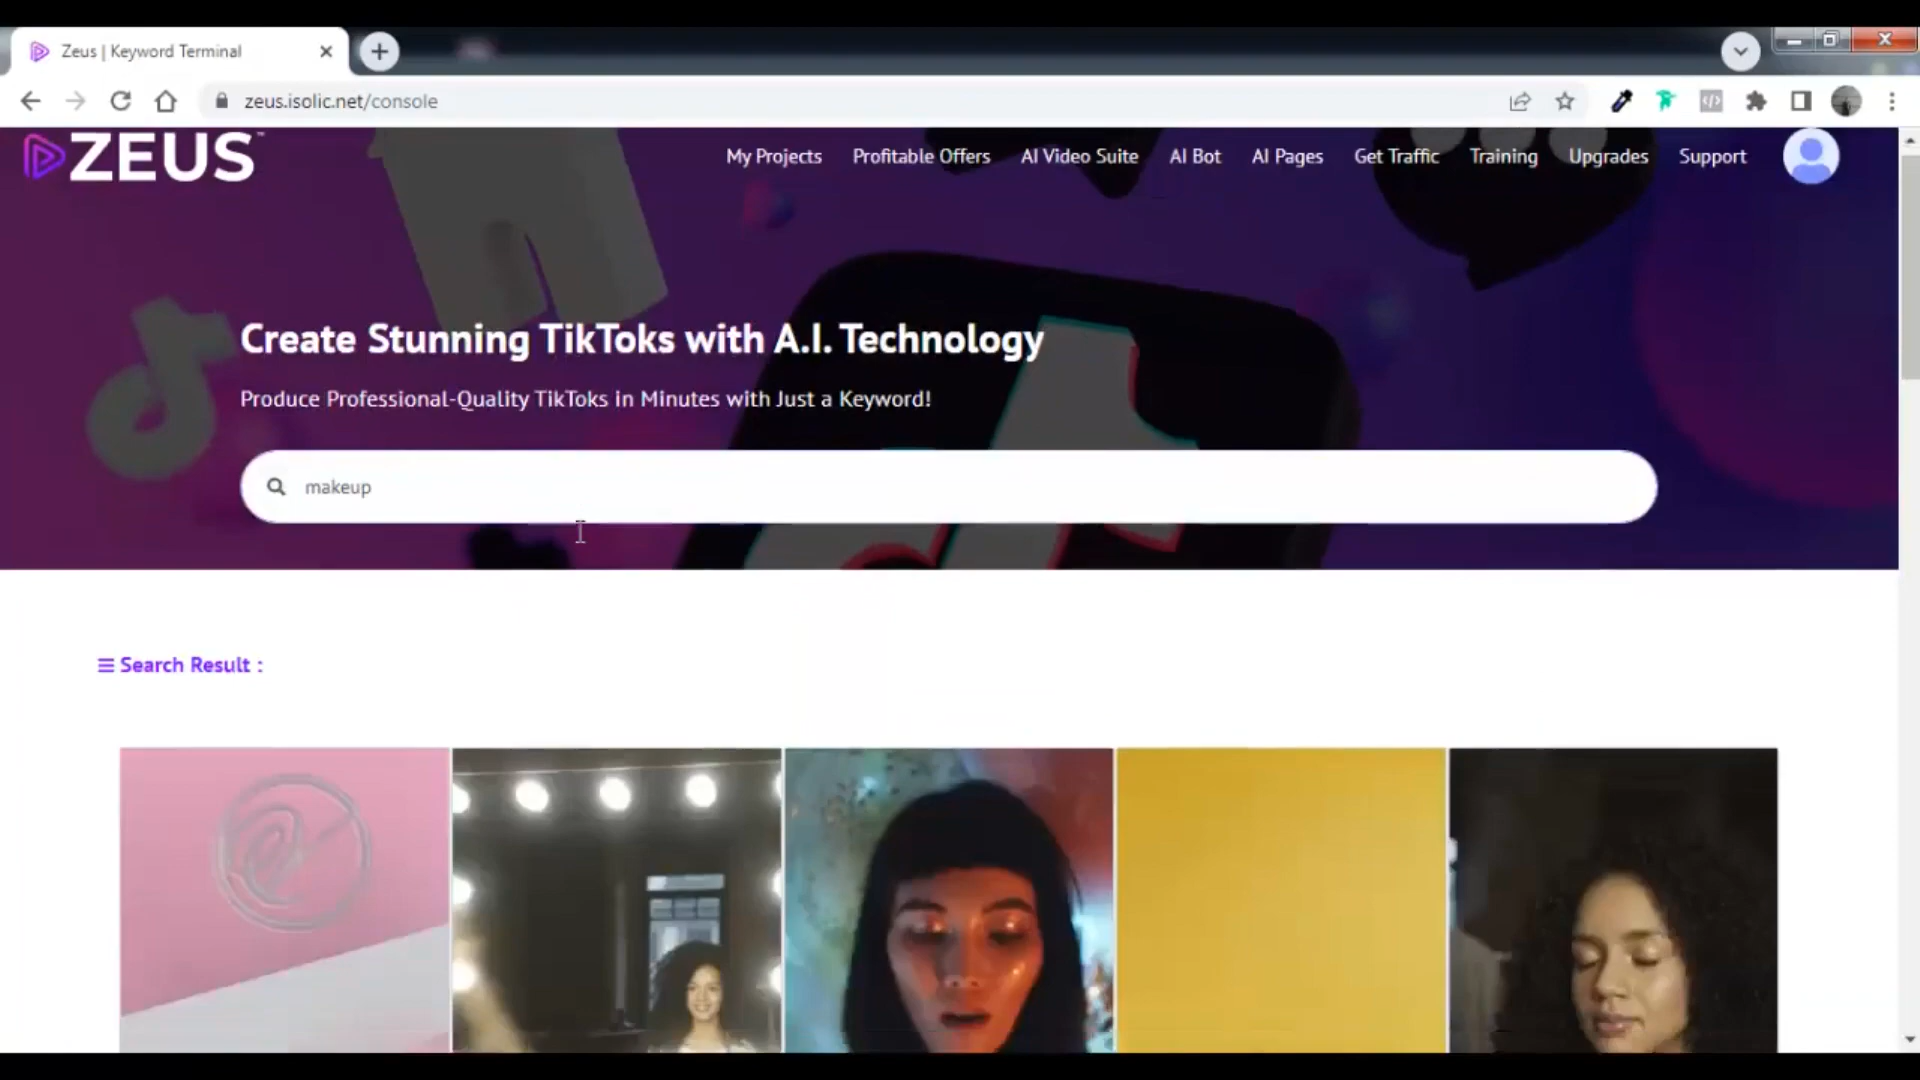 Zeus | Keyword Terminal
zeus.isolic.net/console
ZEUS™
My Projects Profitable Offers AI Video Suite AI Bot AI Pages Get Traffic Training Upgrades Support
Create Stunning TikToks with A.I. Technology
Produce Professional-Quality TikToks in Minutes with Just a Keyword!
makeup
Search Result :